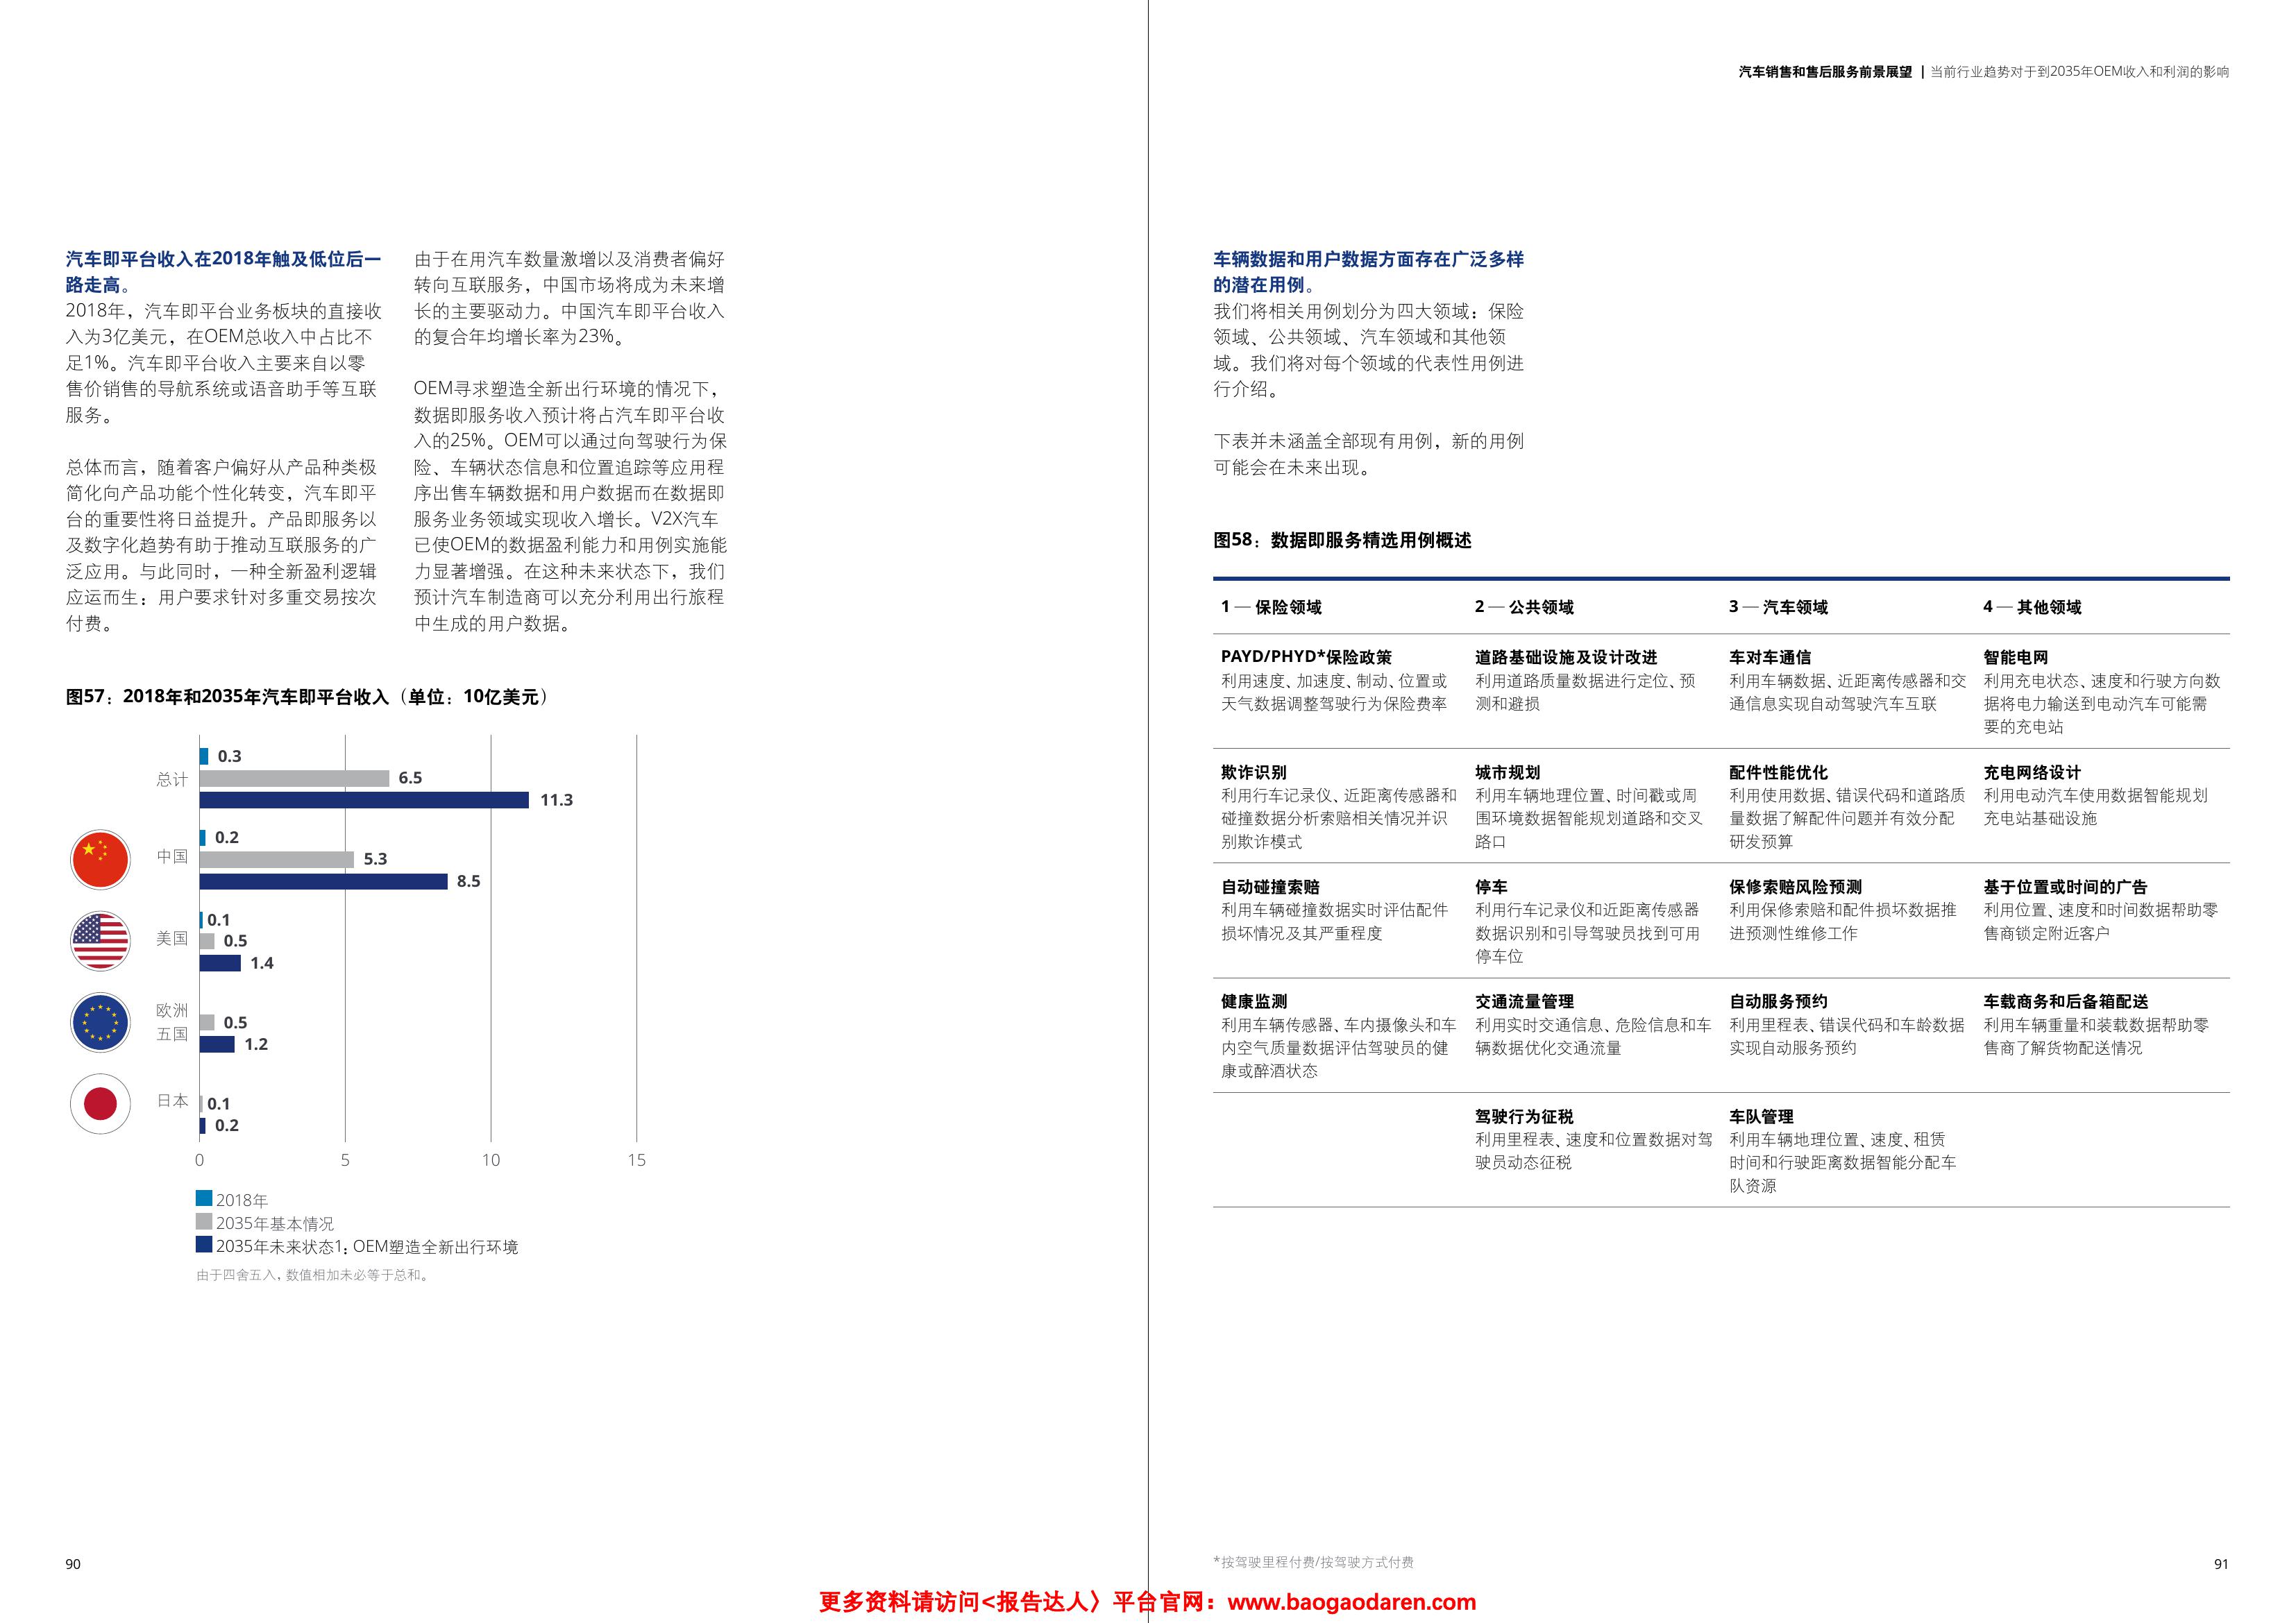 汽车销售和售后服务前景展望 | 当前行业趋势对于到2035年OEM收入和利润的影响
汽车即平台收入在2018年触及低位后一
路走高。
2018年，汽车即平台业务板块的直接收
入为3亿美元，在OEM总收入中占比不
足1%。汽车即平台收入主要来自以零
售价销售的导航系统或语音助手等互联
服务。
总体而言，随着客户偏好从产品种类极
简化向产品功能个性化转变，汽车即平
台的重要性将日益提升。产品即服务以
及数字化趋势有助于推动互联服务的广
泛应用。与此同时，一种全新盈利逻辑
应运而生：用户要求针对多重交易按次
付费。
由于在用汽车数量激增以及消费者偏好
转向互联服务，中国市场将成为未来增
长的主要驱动力。中国汽车即平台收入
的复合年均增长率为23%。
OEM寻求塑造全新出行环境的情况下，
数据即服务收入预计将占汽车即平台收
入的25%。OEM可以通过向驾驶行为保
险、车辆状态信息和位置追踪等应用程
序出售车辆数据和用户数据而在数据即
服务业务领域实现收入增长。V2X汽车
已使OEM的数据盈利能力和用例实施能
力显著增强。在这种未来状态下，我们
预计汽车制造商可以充分利用出行旅程
中生成的用户数据。
图57：2018年和2035年汽车即平台收入（单位：10亿美元）
总计
0.3
6.5
11.3
中国
0.2
5.3
8.5
美国
0.1
0.5
1.4
欧洲
五国
0.5
1.2
日本
0.1
0.2
0 5 10 15
2018年
2035年基本情况
2035年未来状态1：OEM塑造全新出行环境
由于四舍五入，数值相加未必等于总和。
90
车辆数据和用户数据方面存在广泛多样
的潜在用例。
我们将相关用例划分为四大领域：保险
领域、公共领域、汽车领域和其他领
域。我们将对每个领域的代表性用例进
行介绍。
下表并未涵盖全部现有用例，新的用例
可能会在未来出现。
图58：数据即服务精选用例概述
1 — 保险领域
2 — 公共领域
3 — 汽车领域
4 — 其他领域
PAYD/PHYD*保险政策
利用速度、加速度、制动、位置或
天气数据调整驾驶行为保险费率
道路基础设施及设计改进
利用道路质量数据进行定位、预
测和避损
车对车通信
利用车辆数据、近距离传感器和交
通信息实现自动驾驶汽车互联
智能电网
利用充电状态、速度和行驶方向数
据将电力输送到电动汽车可能需
要的充电站
欺诈识别
利用行车记录仪、近距离传感器和
碰撞数据分析索赔相关情况并识
别欺诈模式
城市规划
利用车辆地理位置、时间戳或周
围环境数据智能规划道路和交叉
路口
配件性能优化
利用使用数据、错误代码和道路质
量数据了解配件问题并有效分配
研发预算
充电网络设计
利用电动汽车使用数据智能规划
充电站基础设施
自动碰撞索赔
利用车辆碰撞数据实时评估配件
损坏情况及其严重程度
停车
利用行车记录仪和近距离传感器
数据识别和引导驾驶员找到可用
停车位
保修索赔风险预测
利用保修索赔和配件损坏数据推
进预测性维修工作
基于位置或时间的广告
利用位置、速度和时间数据帮助零
售商锁定附近客户
健康监测
利用车辆传感器、车内摄像头和车
内空气质量数据评估驾驶员的健
康或醉酒状态
交通流量管理
利用实时交通信息、危险信息和车
辆数据优化交通流量
自动服务预约
利用里程表、错误代码和车龄数据
实现自动服务预约
车载商务和后备箱配送
利用车辆重量和装载数据帮助零
售商了解货物配送情况
驾驶行为征税
利用里程表、速度和位置数据对驾
驶员动态征税
车队管理
利用车辆地理位置、速度、租赁
时间和行驶距离数据智能分配车
队资源
*按驾驶里程付费/按驾驶方式付费
91
更多资料请访问<报告达人〉平台官网：www.baogaodaren.com